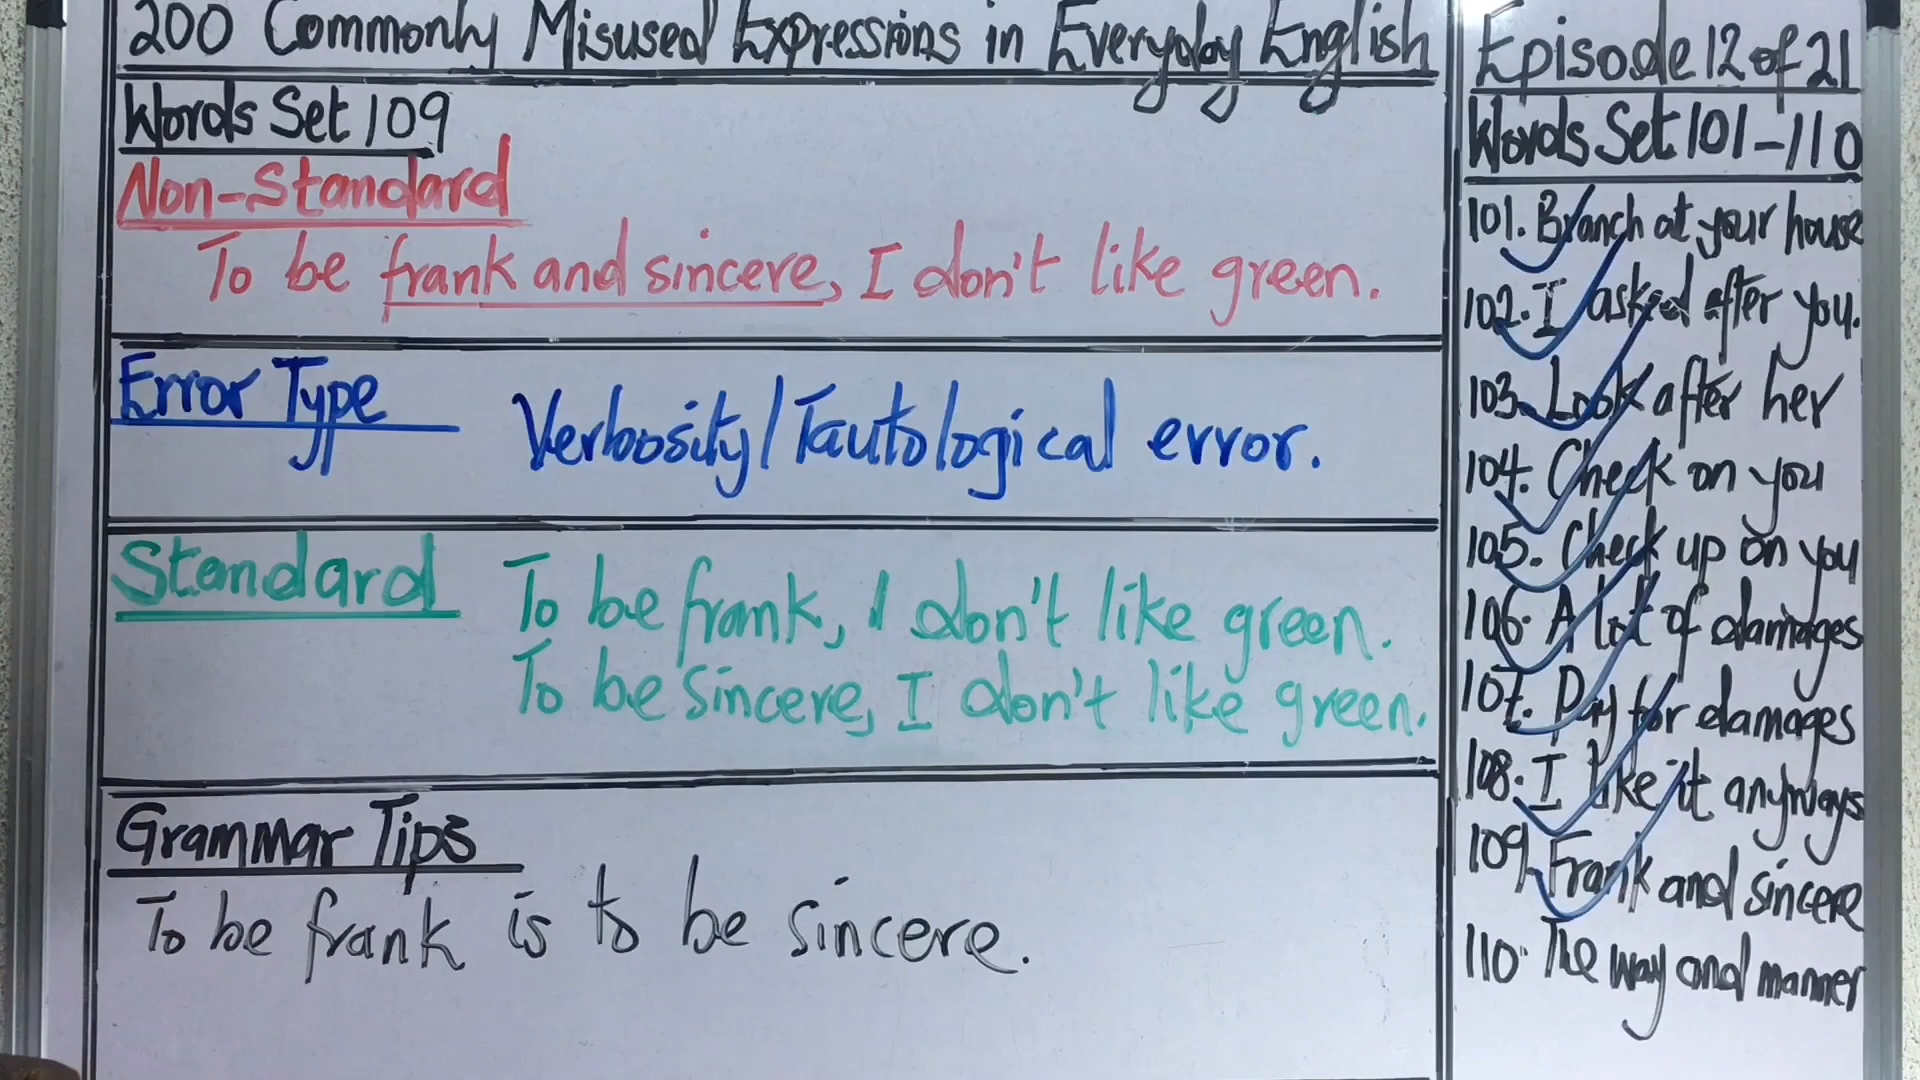 200 Commonly Misused Expressions in Everyday English
Words Set 109
Non-Standard
To be frank and sincere, I don't like green.
Error Type
Verbosity/Tautological error.
Standard
To be frank, I don't like green.
To be sincere, I don't like green.
Grammar Tips
To be frank is to be sincere.
Episode 12 of 21
Words Set 101-110
101. Branch at your house
102. I asked after you.
103. Look after her
104. Check on you
105. Check up on you
106. A lot of damages
107. Pay for damages
108. I like it anyways
109. Frank and sincere
110. The way and manner